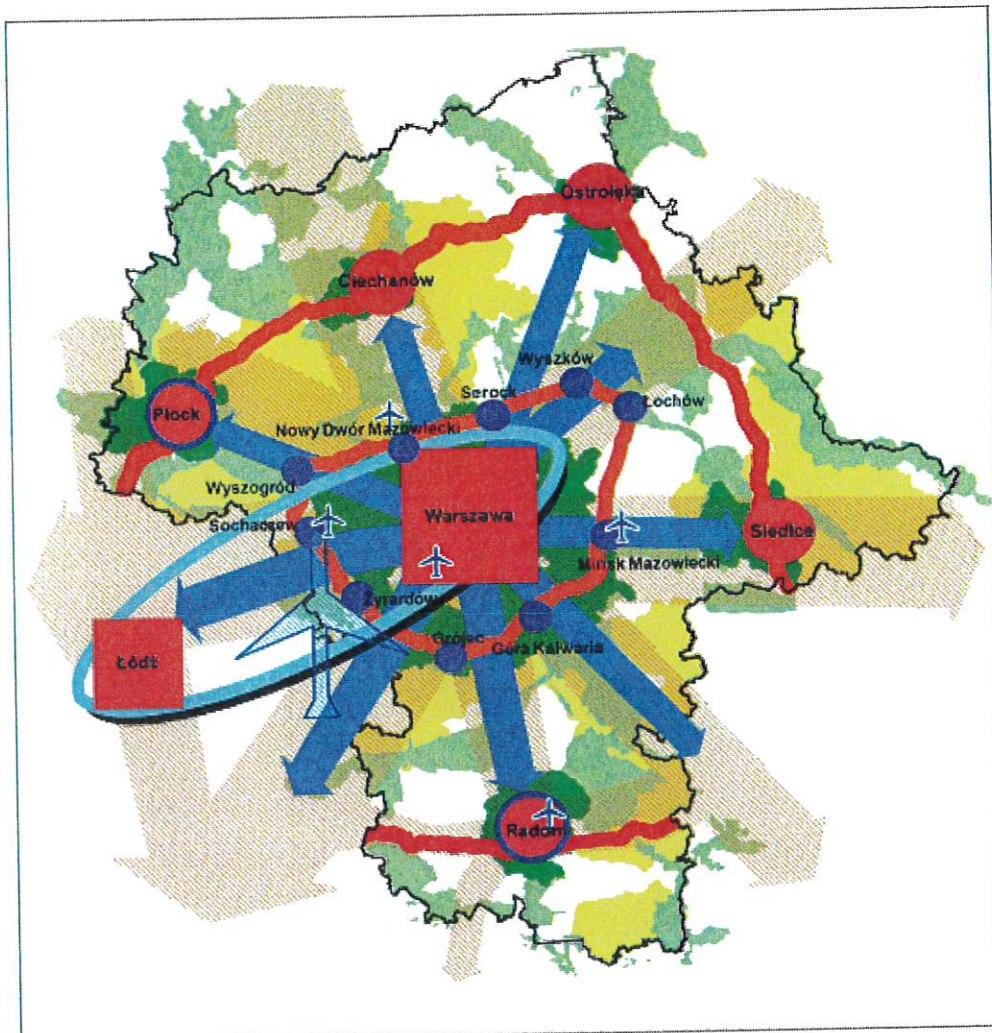 Ostrołęka
Ciechanów
Wyszków
Serock
Łochów
Płock
Nowy Dwór Mazowiecki
Wyszogród
Warszawa
Sochaczew
Siedlce
Mińsk Mazowiecki
Żyrardów
Grójec
Góra Kalwaria
Łódź
Radom